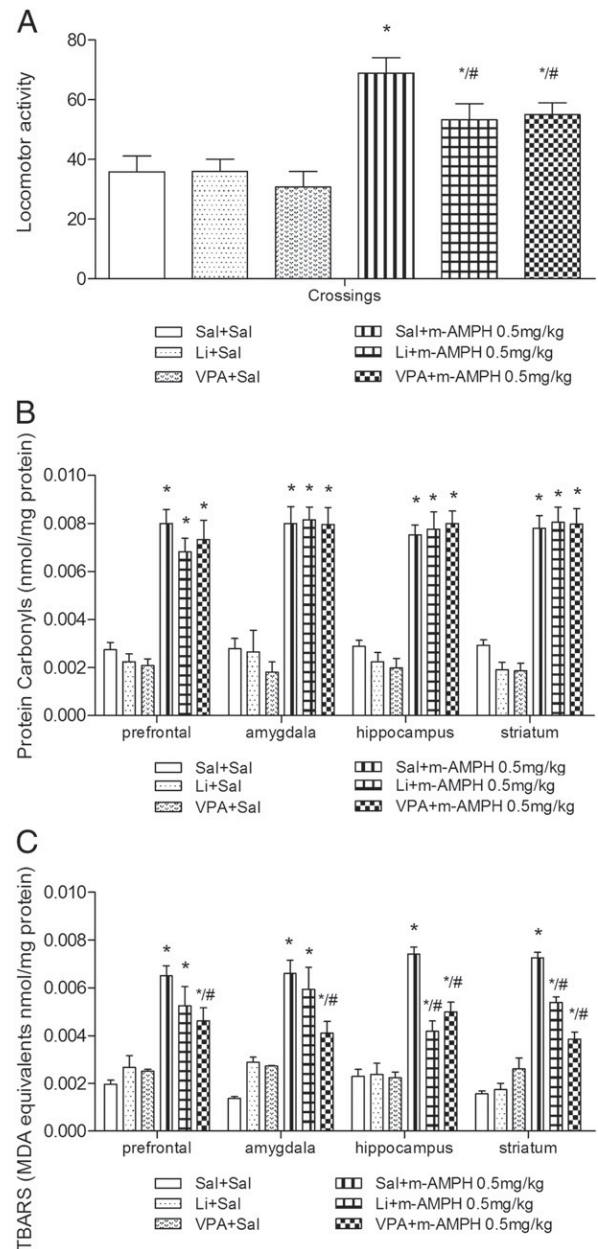 A
Locomotor activity
80
60
40
20
0
*
*/#
*/#
Crossings
Sal+Sal
Sal+m-AMPH 0.5mg/kg
Li+Sal
Li+m-AMPH 0.5mg/kg
VPA+Sal
VPA+m-AMPH 0.5mg/kg
B
Protein Carbonyls (nmol/mg protein)
0.010
0.008
0.006
0.004
0.002
0.000
* * *
* * *
* * *
* * *
prefrontal amygdala hippocampus striatum
Sal+Sal
Sal+m-AMPH 0.5mg/kg
Li+Sal
Li+m-AMPH 0.5mg/kg
VPA+Sal
VPA+m-AMPH 0.5mg/kg
C
TBARS (MDA equivalents nmol/mg protein)
0.010
0.008
0.006
0.004
0.002
0.000
* * */#
* * */#
* */# */#
* */# */#
prefrontal amygdala hippocampus striatum
Sal+Sal
Sal+m-AMPH 0.5mg/kg
Li+Sal
Li+m-AMPH 0.5mg/kg
VPA+Sal
VPA+m-AMPH 0.5mg/kg